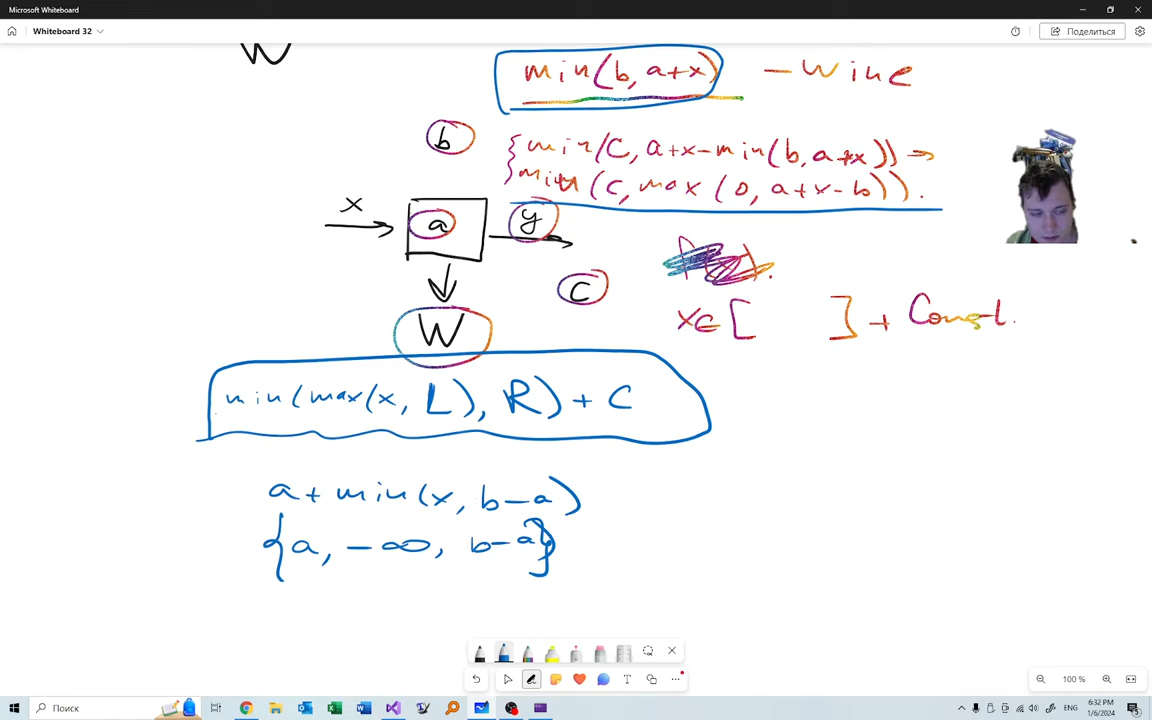 Microsoft Whiteboard
Whiteboard 32
Поделиться
W
min(b, a+x) - wine
b
{min(C, a+x-min(b, a+x)) →
min(C, max(0, a+x-b)).
x
a
y
C
W
x∈[ ] + Const.
min(max(x, L), R) + C
a + min(x, b-a)
{a, -∞, b-a}
100 %
Поиск
ENG
6:32 PM
1/6/2024